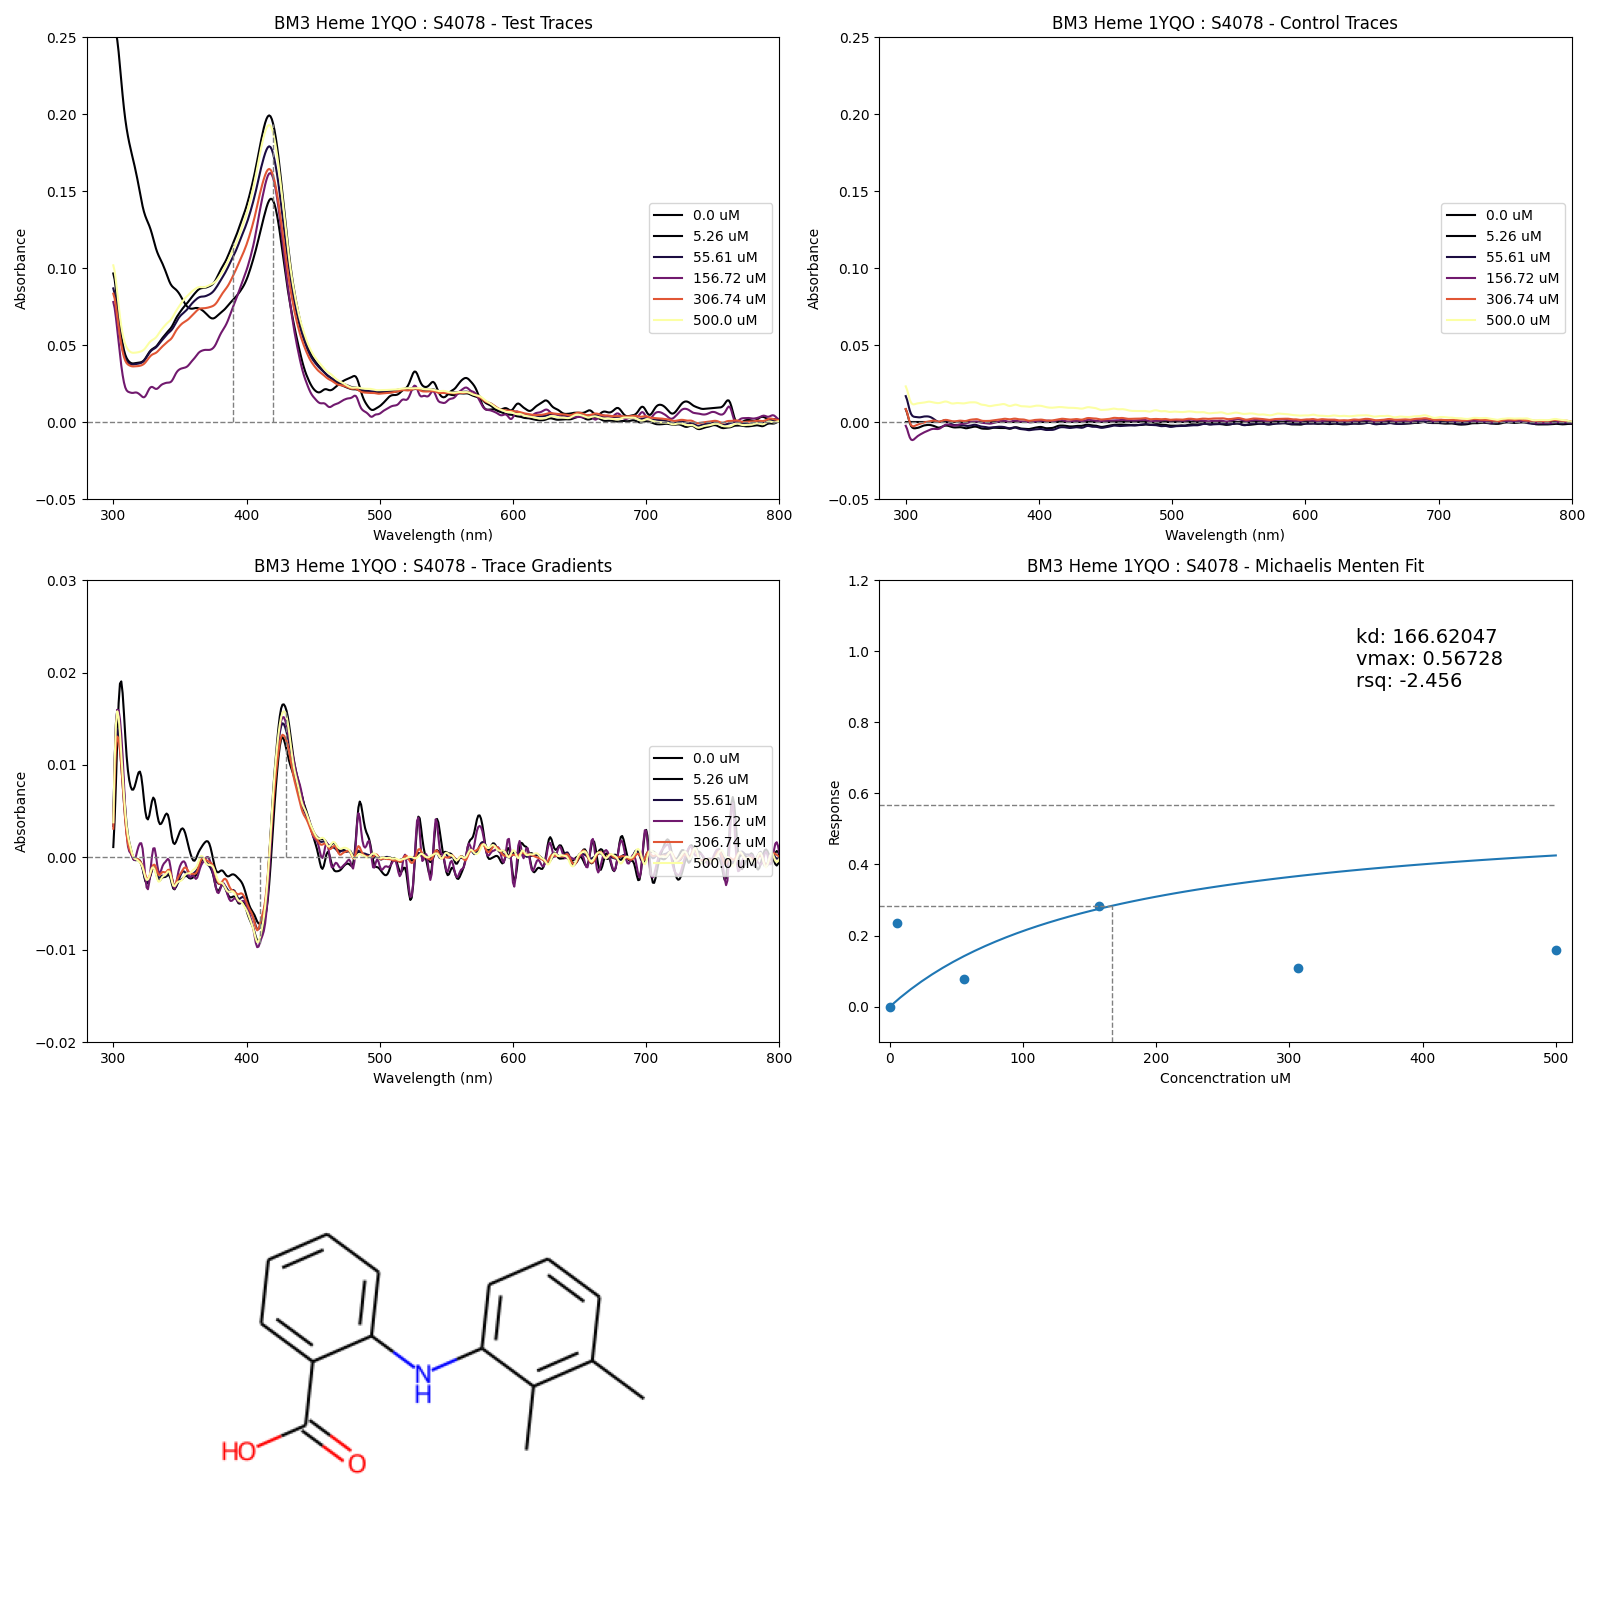 BM3 Heme 1YQO : S4078 - Test Traces
0.25
0.20
0.15
0.10
0.05
0.00
−0.05
Absorbance
300 400 500 600 700 800
Wavelength (nm)
0.0 uM
5.26 uM
55.61 uM
156.72 uM
306.74 uM
500.0 uM
BM3 Heme 1YQO : S4078 - Control Traces
0.25
0.20
0.15
0.10
0.05
0.00
−0.05
Absorbance
300 400 500 600 700 800
Wavelength (nm)
0.0 uM
5.26 uM
55.61 uM
156.72 uM
306.74 uM
500.0 uM
BM3 Heme 1YQO : S4078 - Trace Gradients
0.03
0.02
0.01
0.00
−0.01
−0.02
Absorbance
300 400 500 600 700 800
Wavelength (nm)
0.0 uM
5.26 uM
55.61 uM
156.72 uM
306.74 uM
500.0 uM
BM3 Heme 1YQO : S4078 - Michaelis Menten Fit
1.2
1.0
0.8
0.6
0.4
0.2
0.0
Response
0 100 200 300 400 500
Concenctration uM
kd: 166.62047
vmax: 0.56728
rsq: -2.456
N
H
HO
O